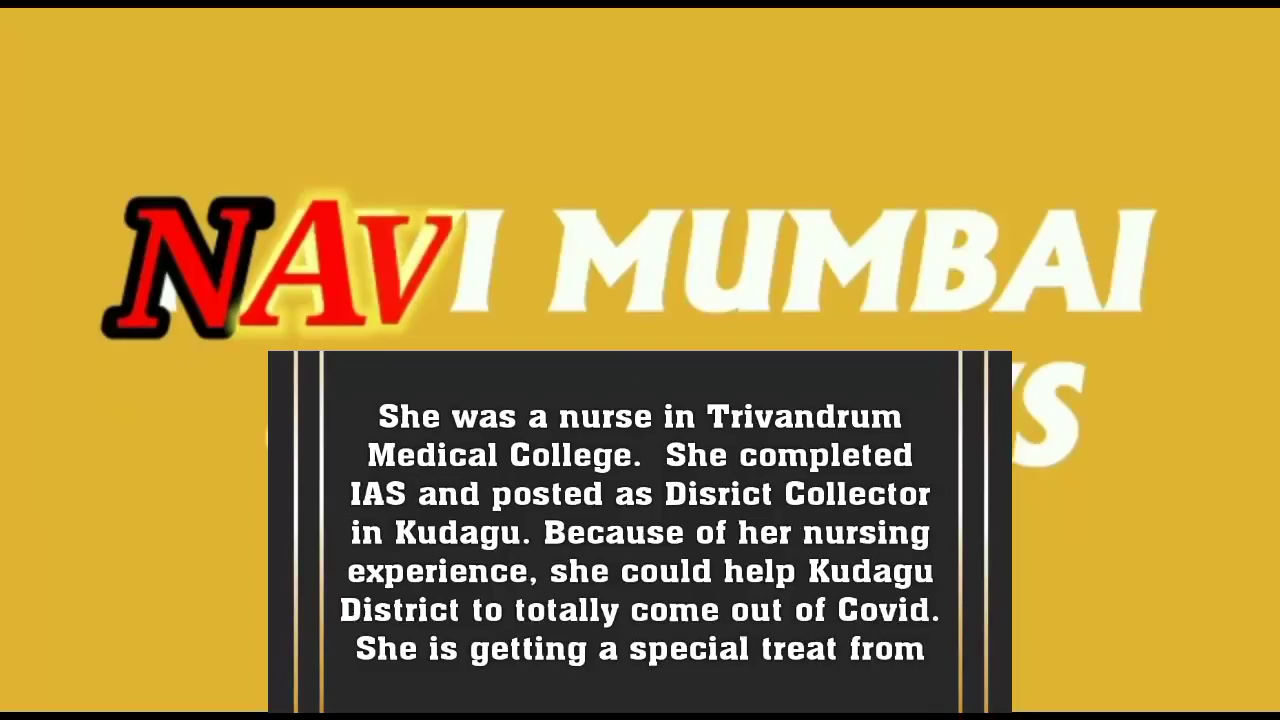 NAVI MUMBAI
S
She was a nurse in Trivandrum
Medical College. She completed
IAS and posted as Disrict Collector
in Kudagu. Because of her nursing
experience, she could help Kudagu
District to totally come out of Covid.
She is getting a special treat from